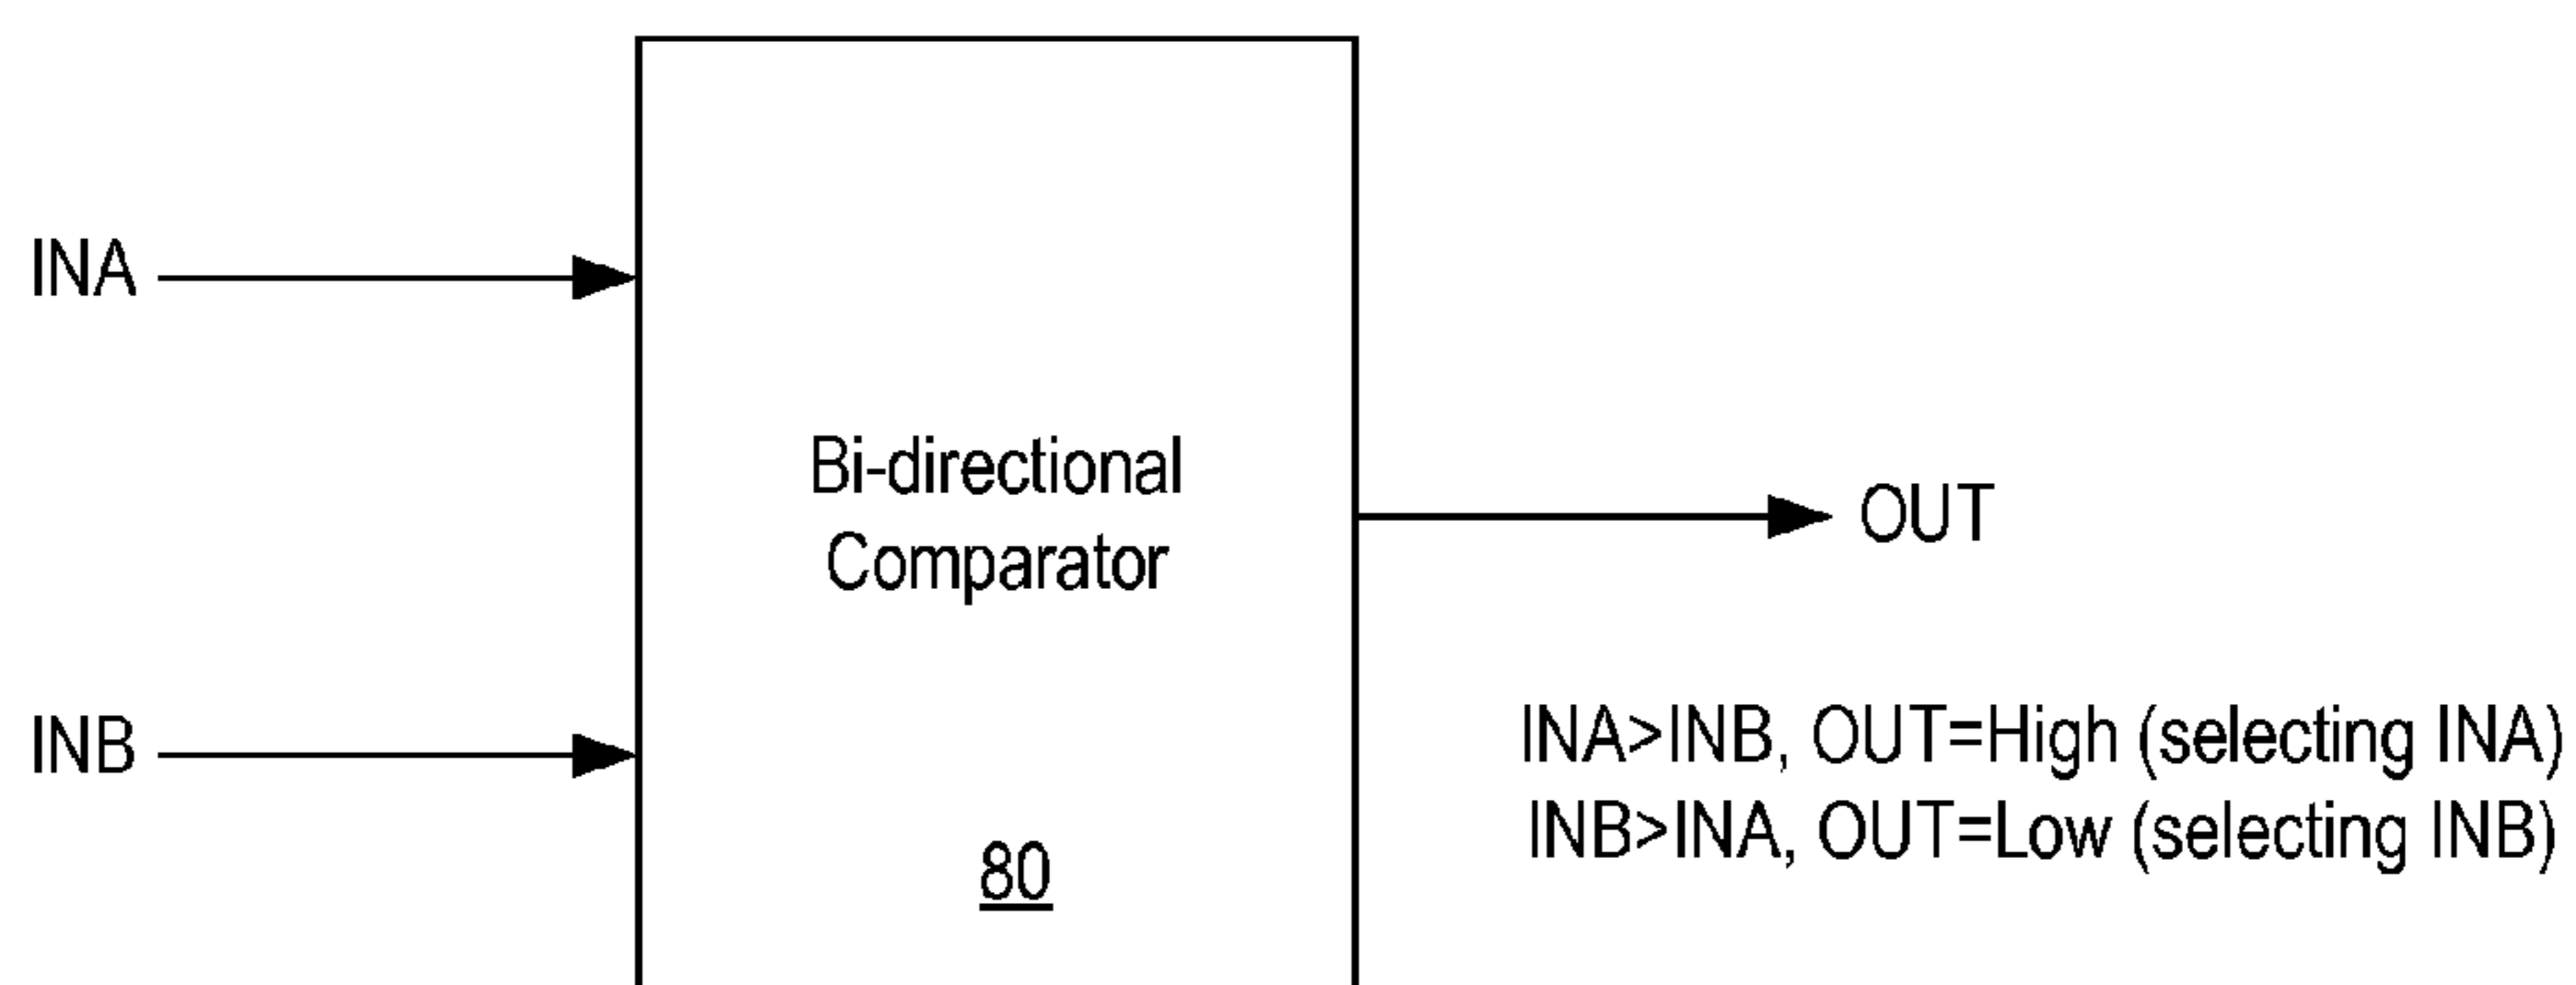 INA
Bi-directional
Comparator
OUT
INB
INA>INB, OUT=High (selecting INA)
INB>INA, OUT=Low (selecting INB)
80